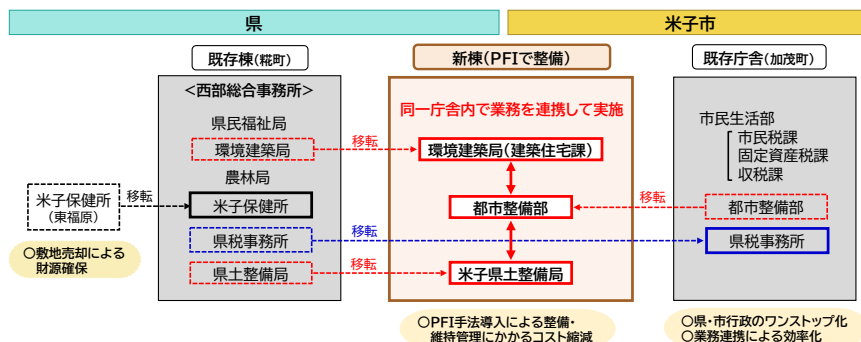 県
米子市
既存棟(糀町)
新棟(PFIで整備)
既存庁舎(加茂町)
<西部総合事務所>
県民福祉局
環境建築局
農林局
米子保健所
県税事務所
県土整備局
米子保健所
(東福原)
移転
○敷地売却による
財源確保
移転
移転
移転
同一庁舎内で業務を連携して実施
環境建築局(建築住宅課)
都市整備部
米子県土整備局
移転
市民生活部
市民税課
固定資産税課
収税課
都市整備部
県税事務所
○PFI手法導入による整備・
維持管理にかかるコスト縮減
○県・市行政のワンストップ化
○業務連携による効率化